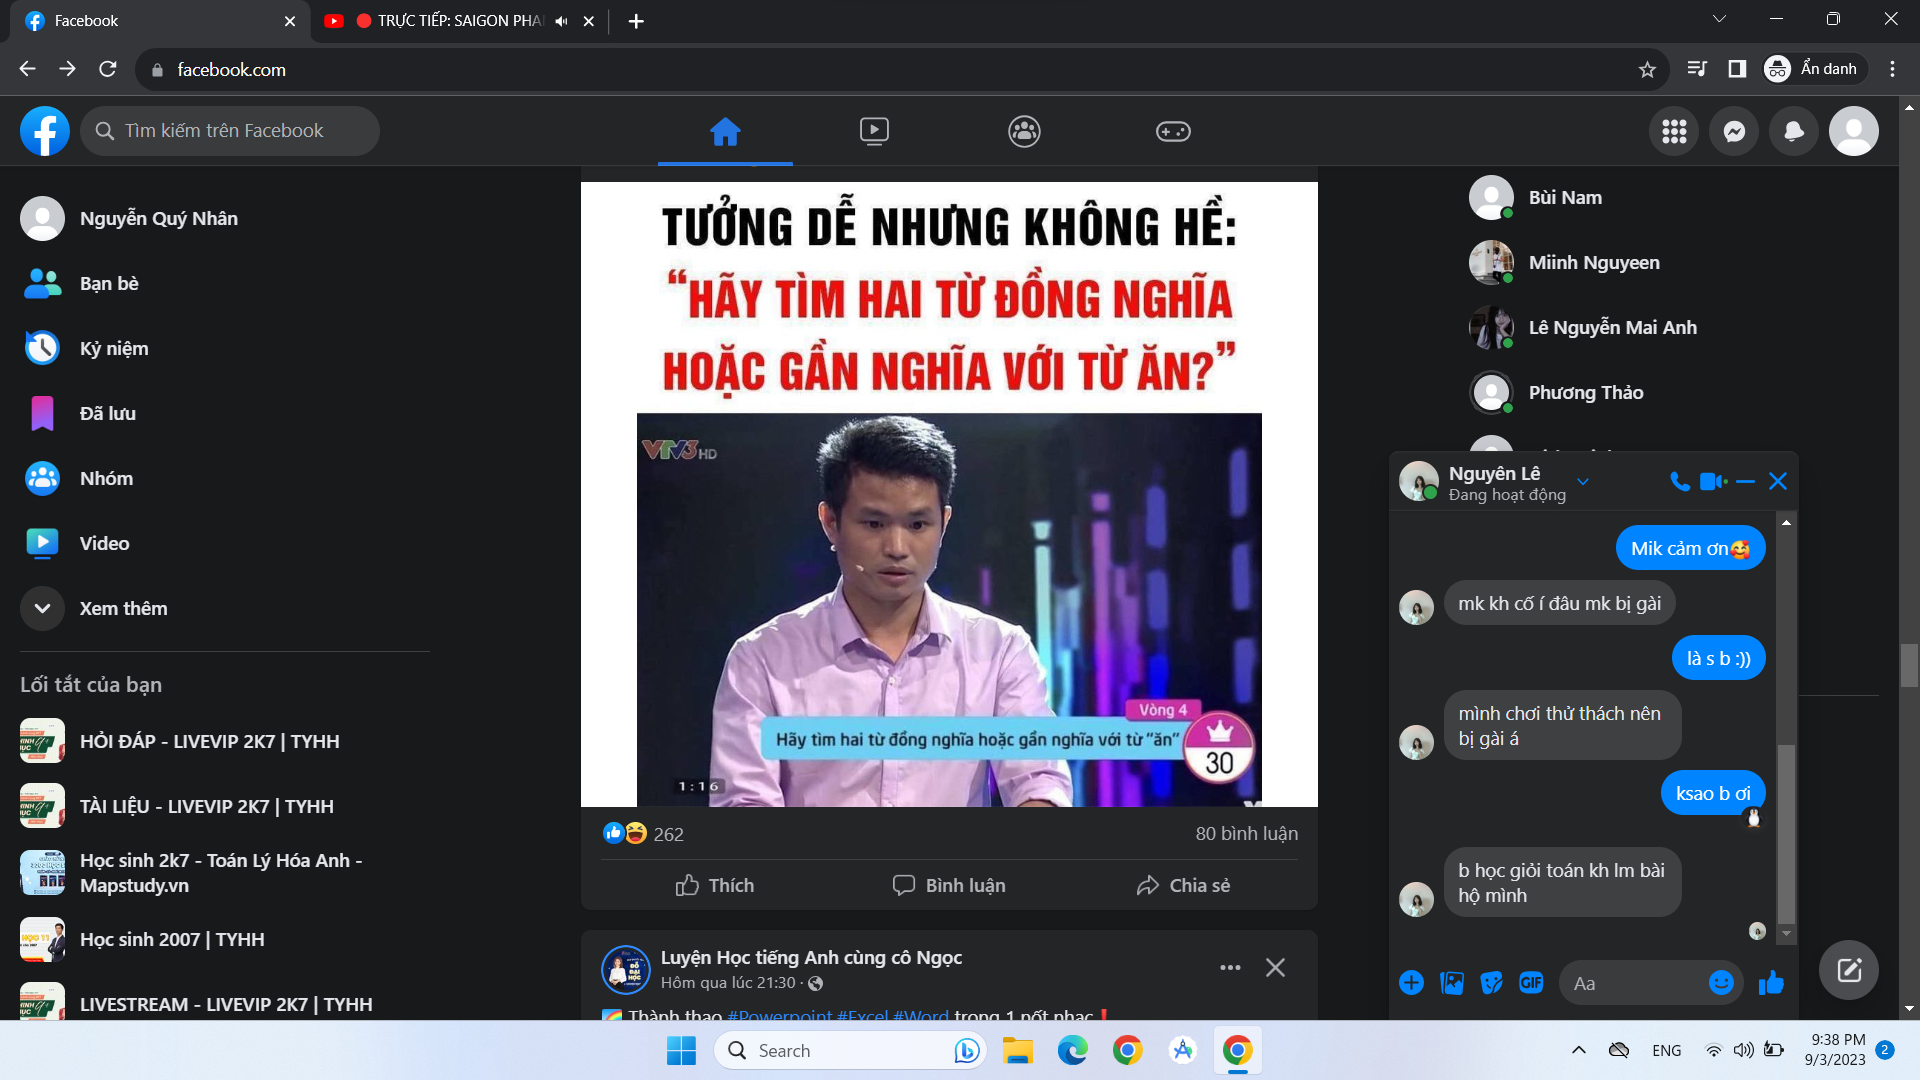 Facebook
TRỰC TIẾP: SAIGON PHA
facebook.com
Ẩn danh
Tìm kiếm trên Facebook
Nguyễn Quý Nhân
Bạn bè
Kỷ niệm
Đã lưu
Nhóm
Video
Xem thêm
Lối tắt của bạn
HỎI ĐÁP - LIVEVIP 2K7 | TYHH
TÀI LIỆU - LIVEVIP 2K7 | TYHH
Học sinh 2k7 - Toán Lý Hóa Anh -
Mapstudy.vn
Học sinh 2007 | TYHH
LIVESTREAM - LIVEVIP 2K7 | TYHH
TƯỞNG DỄ NHƯNG KHÔNG HỀ:
“HÃY TÌM HAI TỪ ĐỒNG NGHĨA
HOẶC GẦN NGHĨA VỚI TỪ ĂN?”
VTV3 HD
Vòng 4
Hãy tìm hai từ đồng nghĩa hoặc gần nghĩa với từ “ăn”
30
1:16
262
80 bình luận
Thích
Bình luận
Chia sẻ
Luyện Học tiếng Anh cùng cô Ngọc
Hôm qua lúc 21:30 ·
Thành thạo #Powerpoint #Excel #Word trong 1 nốt nhạc❗
Bùi Nam
Miinh Nguyeen
Lê Nguyễn Mai Anh
Phương Thảo
Nguyên Lê
Đang hoạt động
Mik cảm ơn🥰
mk kh cố í đâu mk bị gài
là s b :))
mình chơi thử thách nên
bị gài á
ksao b ơi
b học giỏi toán kh lm bài
hộ mình
GIF
Aa
Search
ENG
9:38 PM
9/3/2023
2